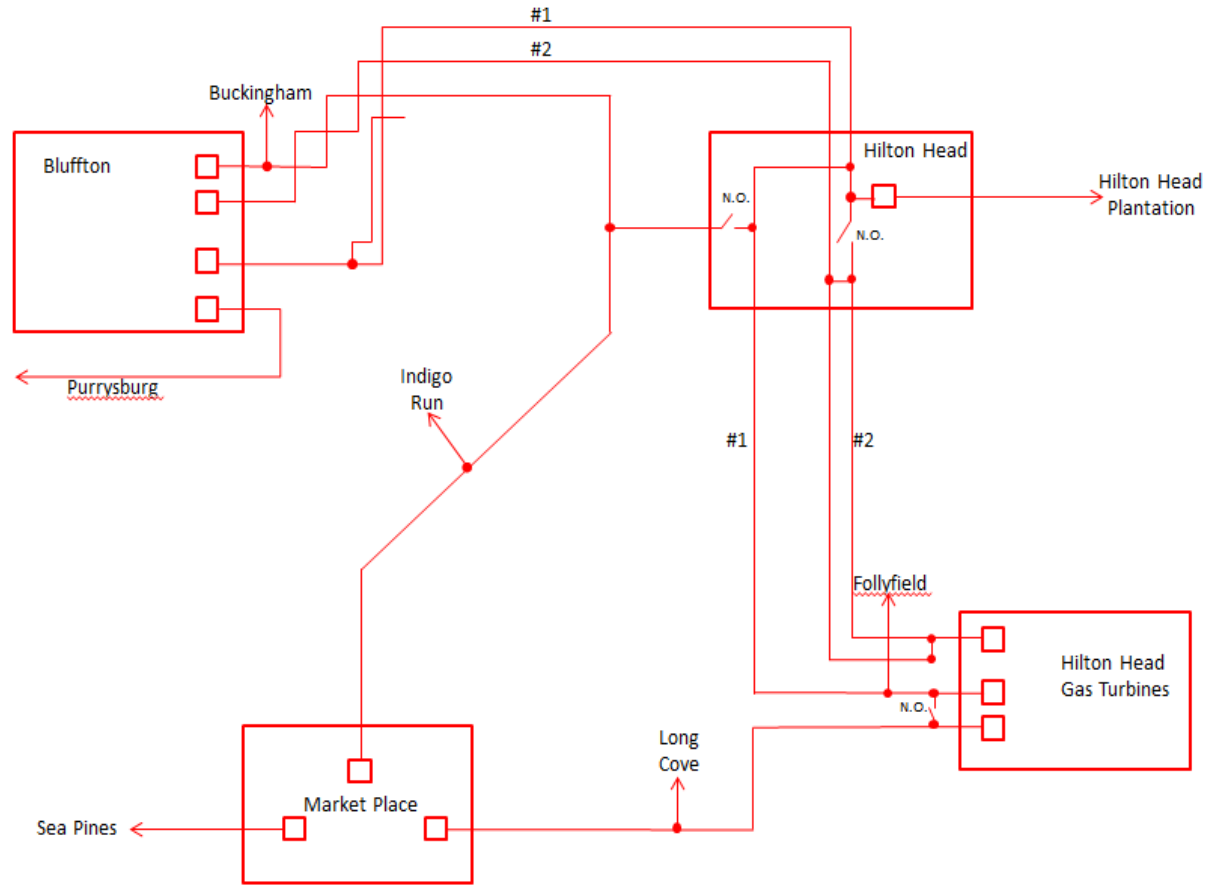 #1
#2
Buckingham
Bluffton
Hilton Head
N.O.
Hilton Head
Plantation
N.O.
Purrysburg
Indigo
Run
#1
#2
Follyfield
Hilton Head
Gas Turbines
N.O.
Long
Cove
Market Place
Sea Pines